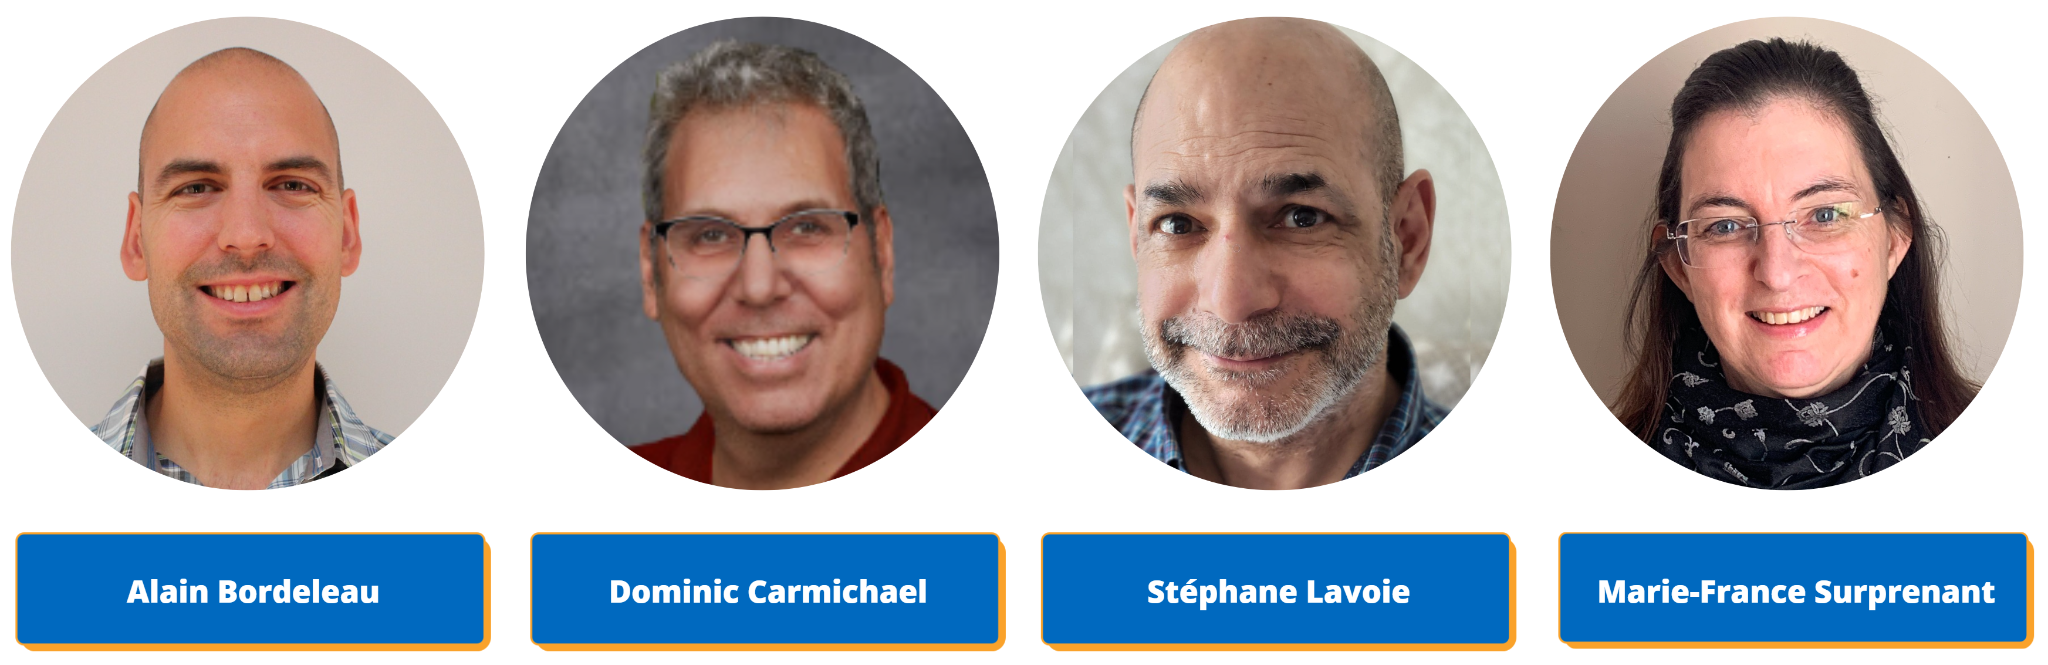 Alain Bordeleau
Dominic Carmichael
Stéphane Lavoie
Marie-France Surprenant